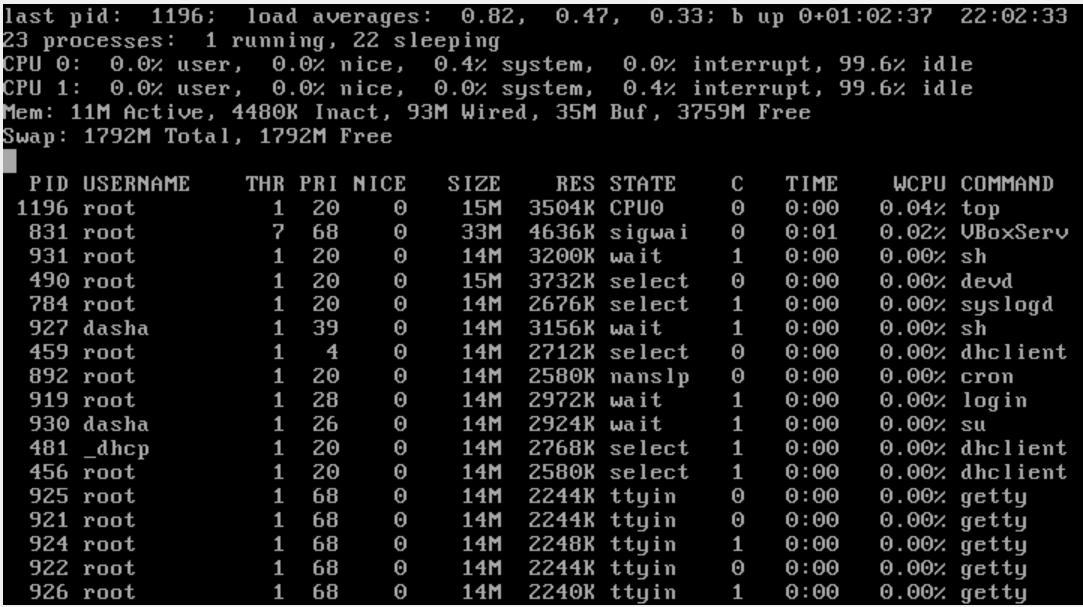 last pid:  1196;  load averages:  0.82,  0.47,  0.33; b up 0+01:02:37  22:02:33
23 processes:  1 running, 22 sleeping
CPU 0:  0.0% user,  0.0% nice,  0.4% system,  0.0% interrupt, 99.6% idle
CPU 1:  0.0% user,  0.0% nice,  0.0% system,  0.4% interrupt, 99.6% idle
Mem: 11M Active, 4480K Inact, 93M Wired, 35M Buf, 3759M Free
Swap: 1792M Total, 1792M Free
  PID USERNAME    THR PRI NICE   SIZE    RES STATE    C   TIME    WCPU COMMAND
 1196 root          1  20    0    15M  3504K CPU0     0   0:00   0.04% top
  831 root          7  68    0    33M  4636K sigwai   0   0:01   0.02% VBoxServ
  931 root          1  20    0    14M  3200K wait     1   0:00   0.00% sh
  490 root          1  20    0    15M  3732K select   0   0:00   0.00% devd
  784 root          1  20    0    14M  2676K select   1   0:00   0.00% syslogd
  927 dasha         1  39    0    14M  3156K wait     1   0:00   0.00% sh
  459 root          1   4    0    14M  2712K select   0   0:00   0.00% dhclient
  892 root          1  20    0    14M  2580K nanslp   0   0:00   0.00% cron
  919 root          1  28    0    14M  2972K wait     1   0:00   0.00% login
  930 dasha         1  26    0    14M  2924K wait     1   0:00   0.00% su
  481 _dhcp         1  20    0    14M  2768K select   1   0:00   0.00% dhclient
  456 root          1  20    0    14M  2580K select   1   0:00   0.00% dhclient
  925 root          1  68    0    14M  2244K ttyin    0   0:00   0.00% getty
  921 root          1  68    0    14M  2244K ttyin    0   0:00   0.00% getty
  924 root          1  68    0    14M  2248K ttyin    1   0:00   0.00% getty
  922 root          1  68    0    14M  2244K ttyin    0   0:00   0.00% getty
  926 root          1  68    0    14M  2240K ttyin    1   0:00   0.00% getty